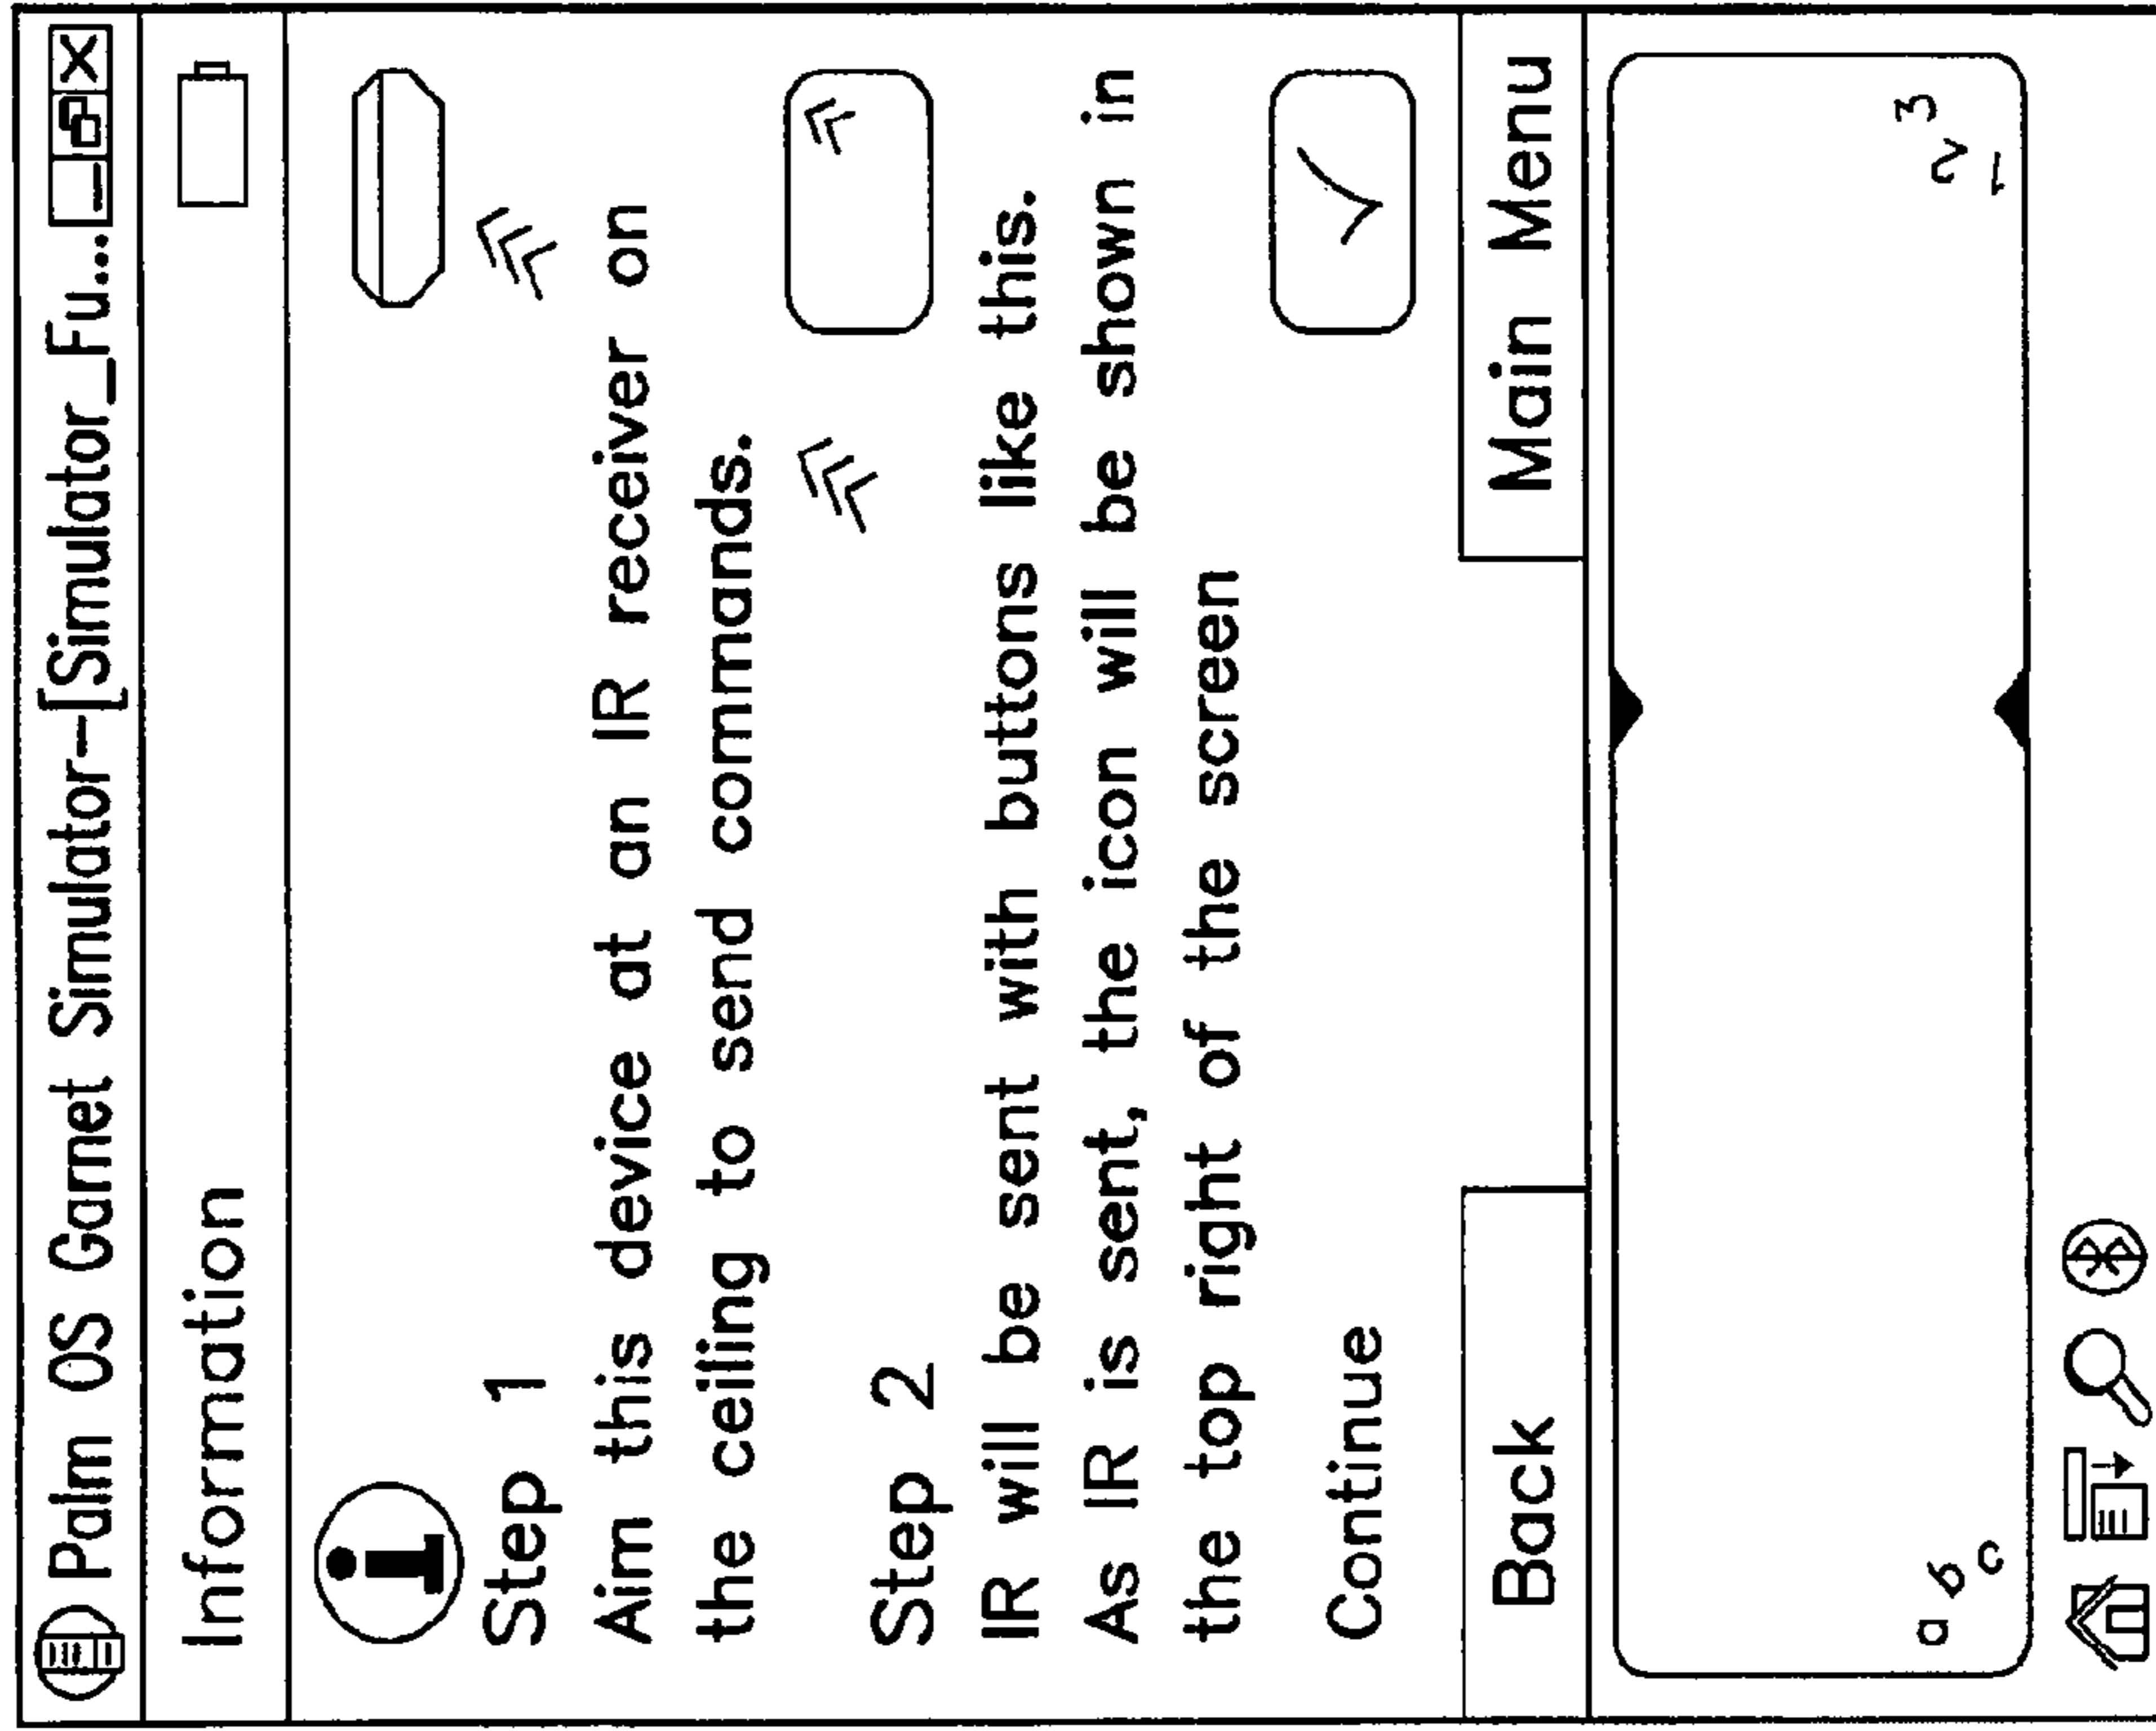 Palm OS Garnet Simulator-[Simulator_Fu...
Information
Step 1
Aim this device at an IR receiver on
the ceiling to send commands.
Step 2
IR will be sent with buttons like this.
As IR is sent, the icon will be shown in
the top right of the screen
Continue
Back Main Menu
a b c 1 2 3